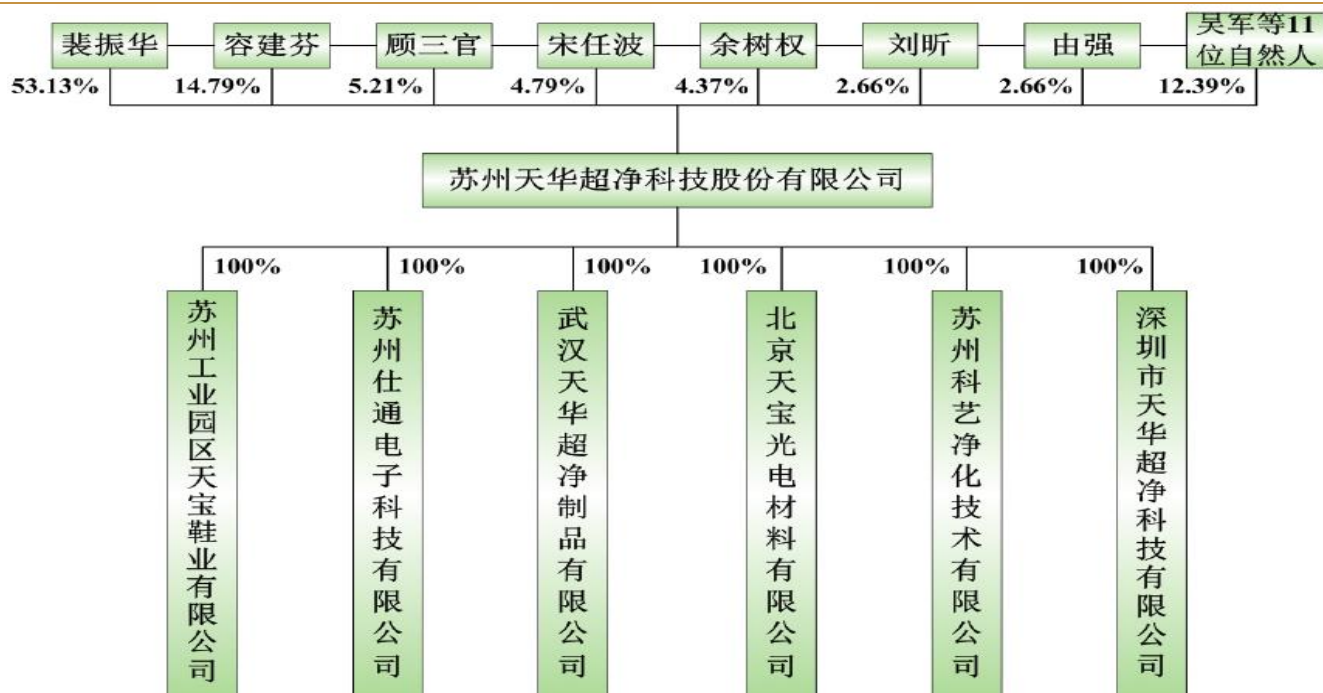 裴振华
容建芬
顾三官
宋任波
余树权
刘昕
由强
吴军等11
位自然人
53.13%
14.79%
5.21%
4.79%
4.37%
2.66%
2.66%
12.39%
苏州天华超净科技股份有限公司
100%
100%
100%
100%
100%
100%
苏州工业园区天宝鞋业有限公司
苏州仕通电子科技有限公司
武汉天华超净制品有限公司
北京天宝光电材料有限公司
苏州科艺净化技术有限公司
深圳市天华超净科技有限公司